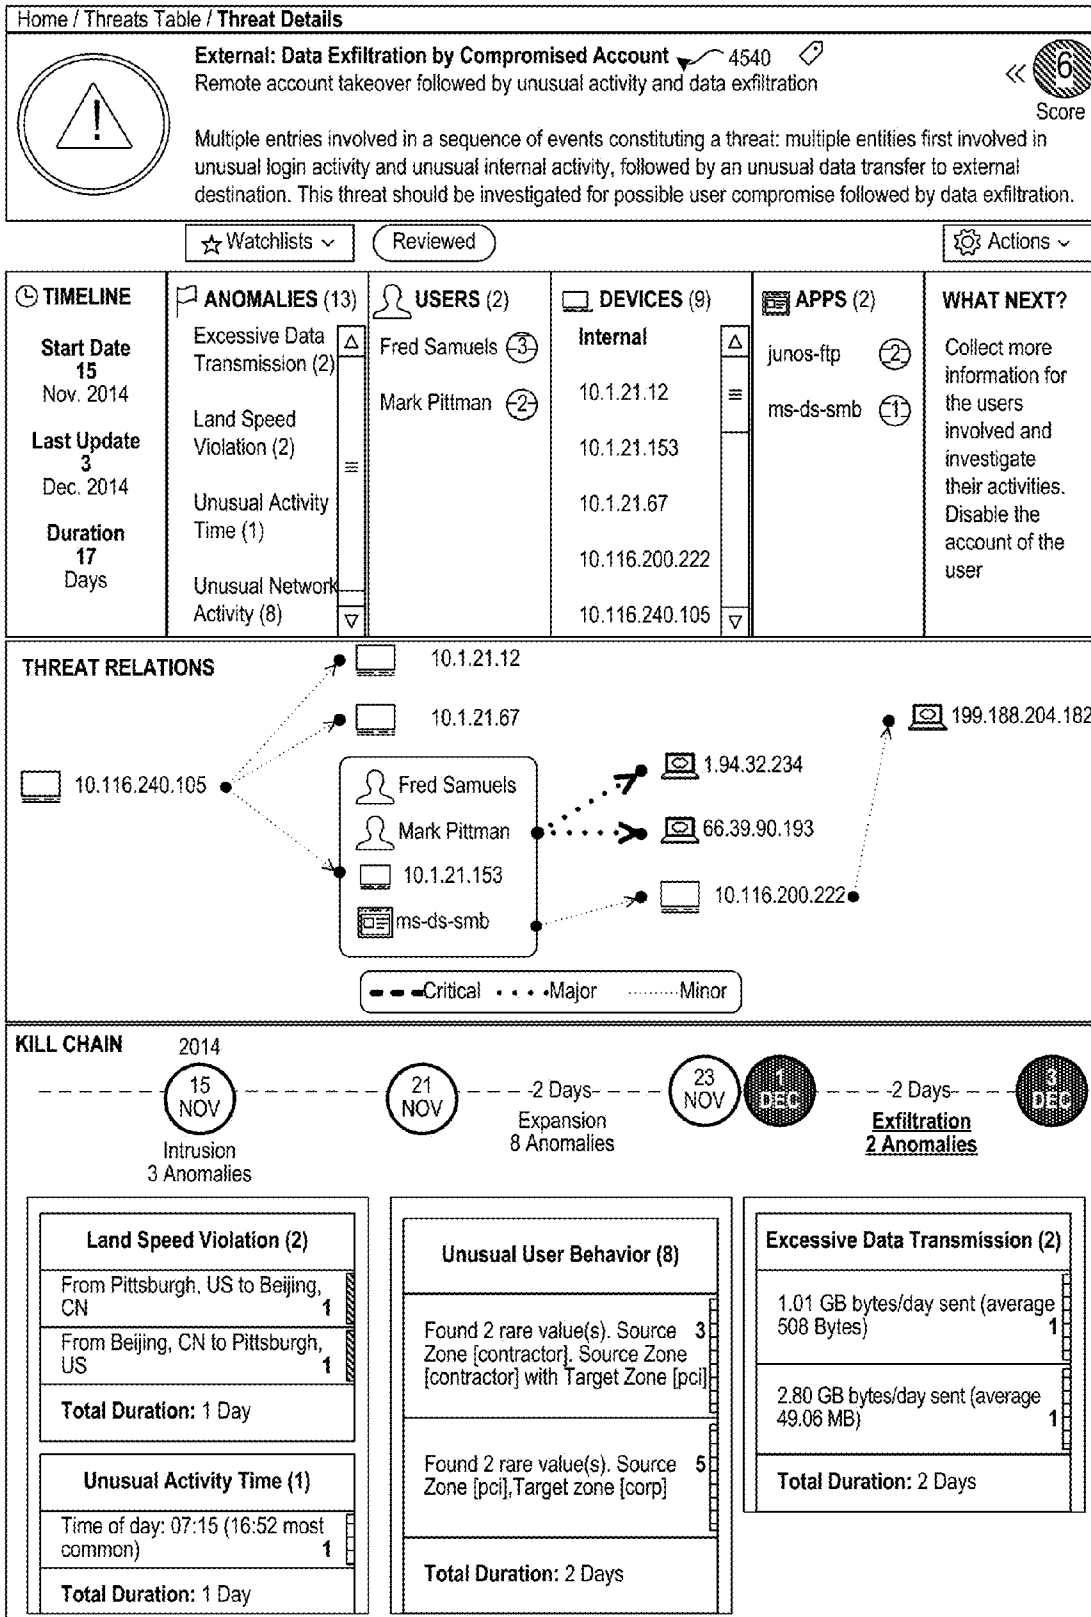 Home / Threats Table / Threat Details
External: Data Exfiltration by Compromised Account 4540
Remote account takeover followed by unusual activity and data exfiltration
6
Score
Multiple entries involved in a sequence of events constituting a threat: multiple entities first involved in
unusual login activity and unusual internal activity, followed by an unusual data transfer to external
destination. This threat should be investigated for possible user compromise followed by data exfiltration.
Watchlists
Reviewed
Actions
TIMELINE
Start Date
15
Nov. 2014
Last Update
3
Dec. 2014
Duration
17
Days
ANOMALIES (13)
Excessive Data
Transmission (2)
Land Speed
Violation (2)
Unusual Activity
Time (1)
Unusual Network
Activity (8)
USERS (2)
Fred Samuels 3
Mark Pittman 2
DEVICES (9)
Internal
10.1.21.12
10.1.21.153
10.1.21.67
10.116.200.222
10.116.240.105
APPS (2)
junos-ftp 2
ms-ds-smb 1
WHAT NEXT?
Collect more
information for
the users
involved and
investigate
their activities.
Disable the
account of the
user
THREAT RELATIONS
10.1.21.12
10.1.21.67
199.188.204.182
10.116.240.105
Fred Samuels
Mark Pittman
10.1.21.153
ms-ds-smb
1.94.32.234
66.39.90.193
10.116.200.222
Critical Major Minor
KILL CHAIN
2014
15
NOV
Intrusion
3 Anomalies
21
NOV
2 Days
Expansion
8 Anomalies
23
NOV
1
DEC
2 Days
Exfiltration
2 Anomalies
3
DEC
Land Speed Violation (2)
From Pittsburgh, US to Beijing,
CN 1
From Beijing, CN to Pittsburgh,
US 1
Total Duration: 1 Day
Unusual Activity Time (1)
Time of day: 07:15 (16:52 most
common) 1
Total Duration: 1 Day
Unusual User Behavior (8)
Found 2 rare value(s). Source 3
Zone [contractor]. Source Zone
[contractor] with Target Zone [pci]
Found 2 rare value(s). Source 5
Zone [pci],Target zone [corp]
Total Duration: 2 Days
Excessive Data Transmission (2)
1.01 GB bytes/day sent (average
508 Bytes) 1
2.80 GB bytes/day sent (average
49.06 MB) 1
Total Duration: 2 Days